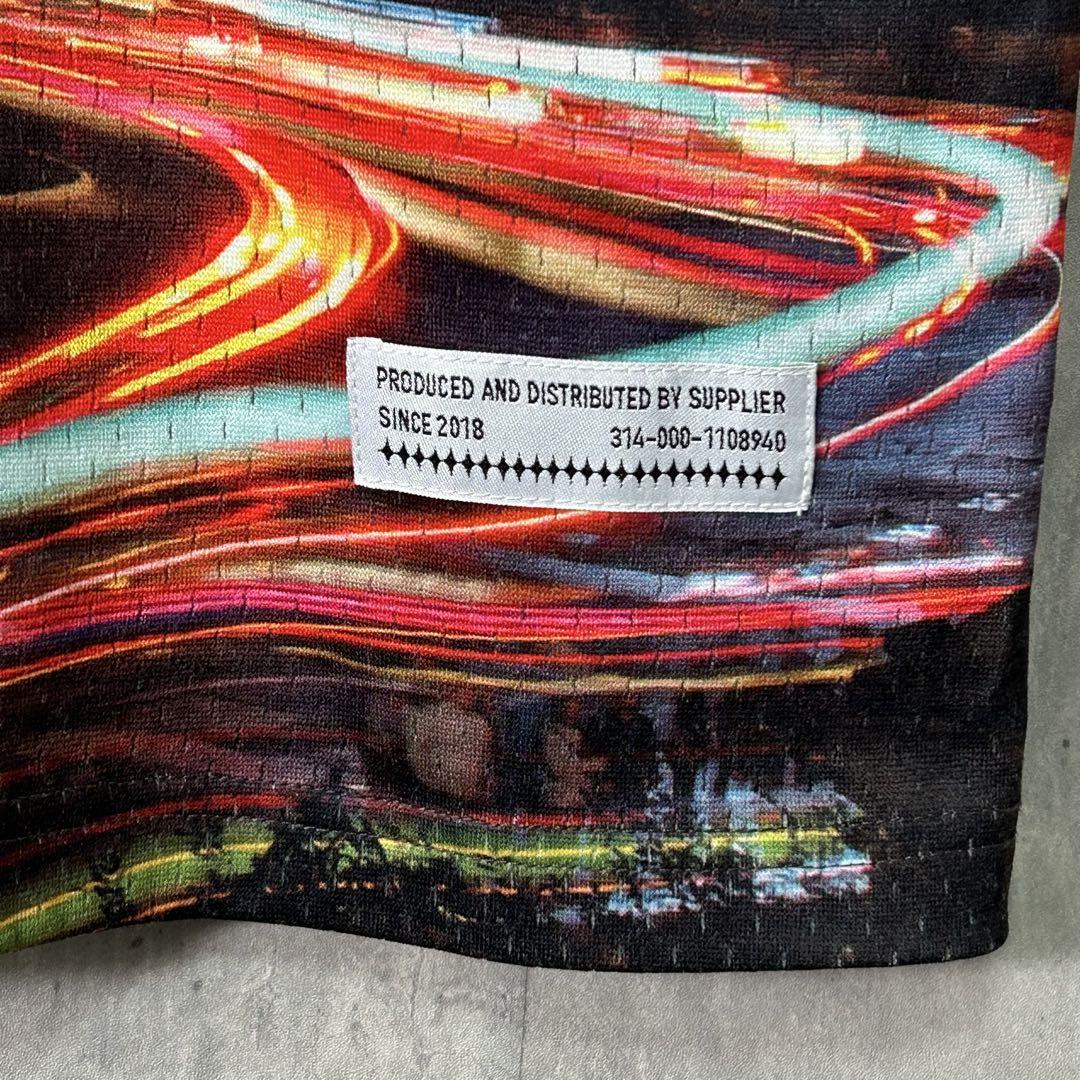 PRODUCED AND DISTRIBUTED BY SUPPLIER
SINCE 2018 314-000-1108940